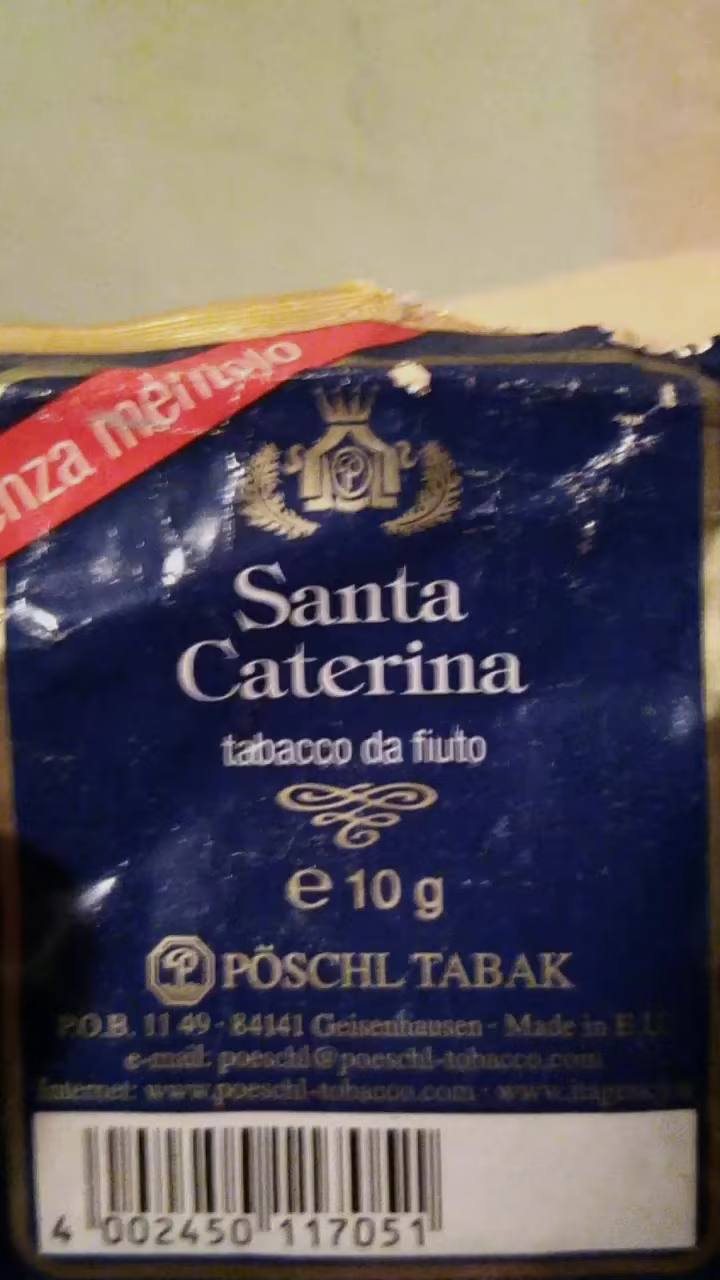 senza mentolo
Santa
Caterina
tabacco da fiuto
e 10 g
PÖSCHL TABAK
P.O.B. 11 49 · 84141 Geisenhausen · Made in E.U.
e-mail: poeschl@poeschl-tobacco.com
Internet: www.poeschl-tobacco.com ·
4 002450 117051